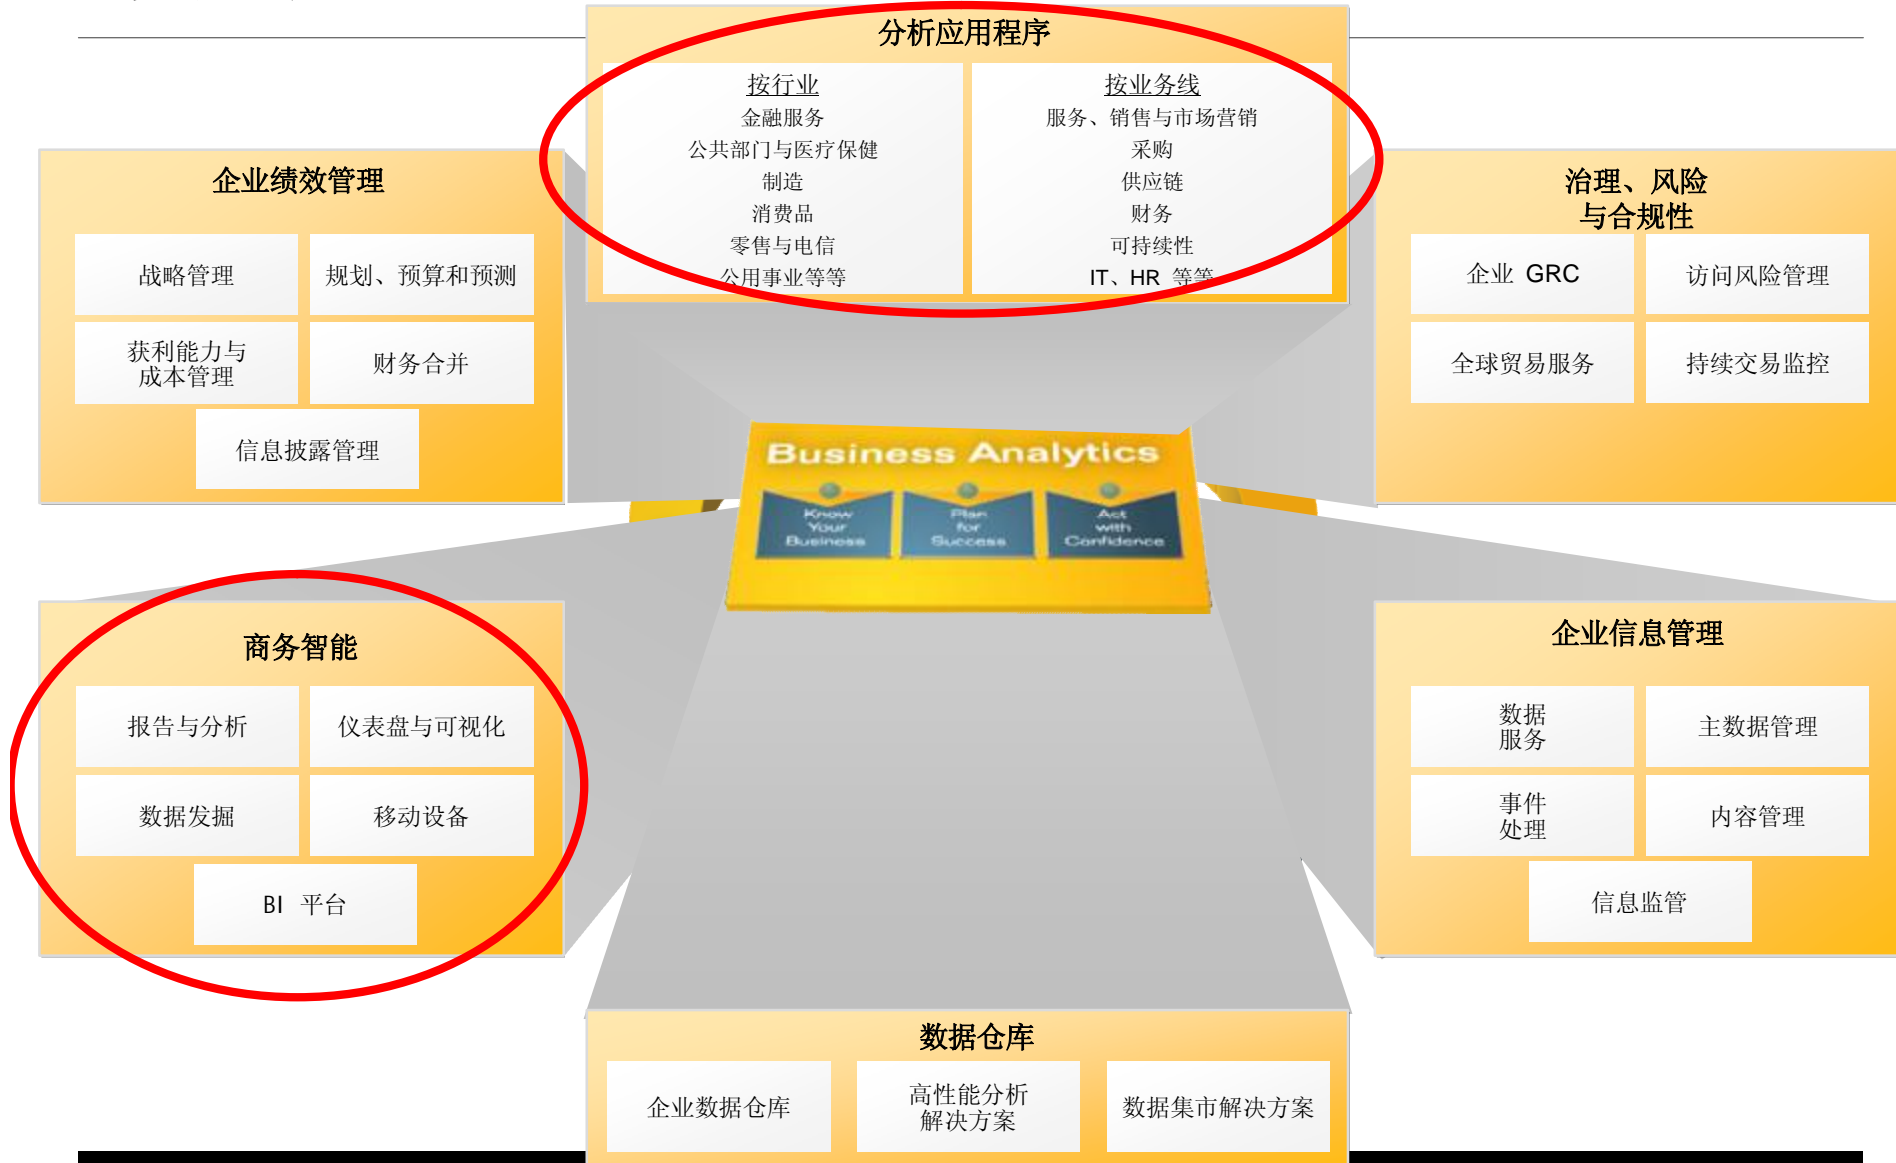 分析应用程序
按行业
金融服务
公共部门与医疗保健
制造
消费品
零售与电信
公用事业等等
按业务线
服务、销售与市场营销
采购
供应链
财务
可持续性
IT、HR 等等
企业绩效管理
战略管理
规划、预算和预测
获利能力与
成本管理
财务合并
信息披露管理
治理、风险
与合规性
企业 GRC
访问风险管理
全球贸易服务
持续交易监控
Business Analytics
Know
Your
Business
Plan
for
Success
Act
with
Confidence
商务智能
报告与分析
仪表盘与可视化
数据发掘
移动设备
BI 平台
企业信息管理
数据
服务
主数据管理
事件
处理
内容管理
信息监管
数据仓库
企业数据仓库
高性能分析
解决方案
数据集市解决方案